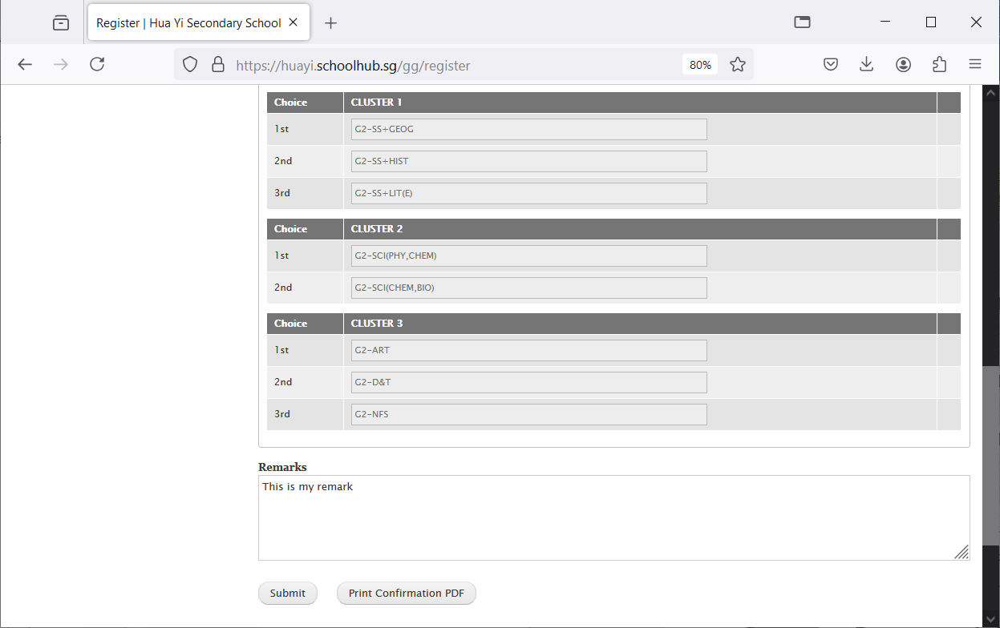 Register | Hua Yi Secondary School
https://huayi.schoolhub.sg/gg/register 80%
Choice CLUSTER 1
1st G2-SS+GEOG
2nd G2-SS+HIST
3rd G2-SS+LIT(E)
Choice CLUSTER 2
1st G2-SCI(PHY,CHEM)
2nd G2-SCI(CHEM,BIO)
Choice CLUSTER 3
1st G2-ART
2nd G2-D&T
3rd G2-NFS
Remarks
This is my remark
Submit Print Confirmation PDF